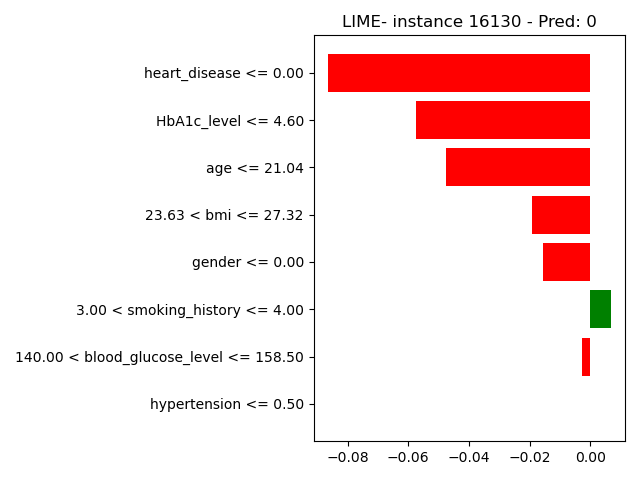 LIME- instance 16130 - Pred: 0
heart_disease <= 0.00
HbA1c_level <= 4.60
age <= 21.04
23.63 < bmi <= 27.32
gender <= 0.00
3.00 < smoking_history <= 4.00
140.00 < blood_glucose_level <= 158.50
hypertension <= 0.50
−0.08 −0.06 −0.04 −0.02 0.00